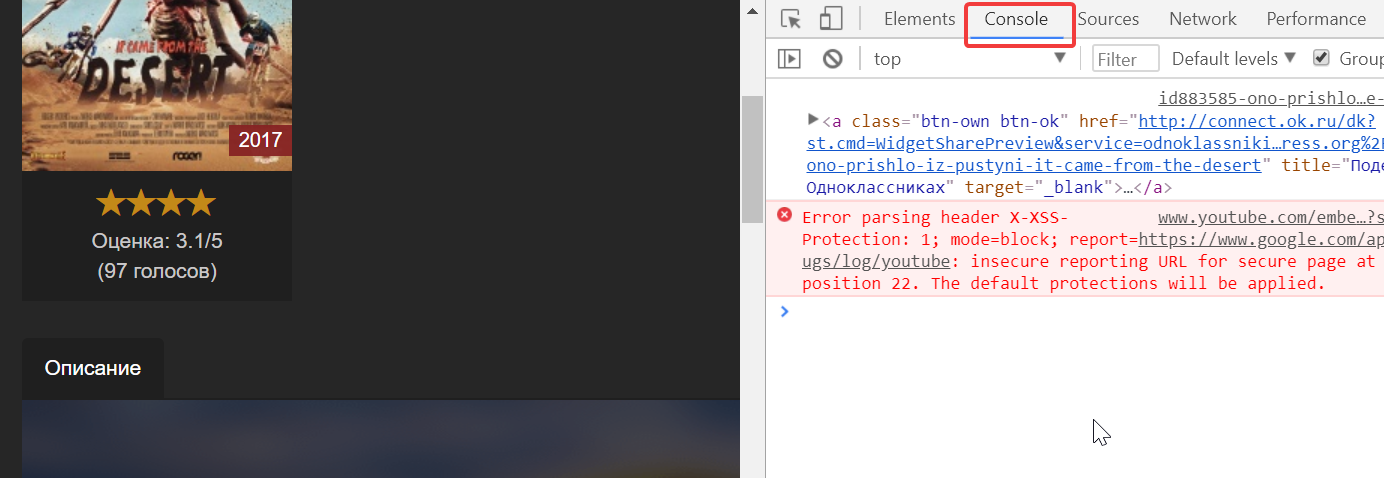 IT CAME FROM THE
DESERT
2017
Оценка: 3.1/5
(97 голосов)
Описание
Elements Console Sources Network Performance
top Filter Default levels Group
id883585-ono-prishlo…e-
<a class="btn-own btn-ok" href="http://connect.ok.ru/dk?
st.cmd=WidgetSharePreview&service=odnoklassniki…ress.org%2F
ono-prishlo-iz-pustyni-it-came-from-the-desert" title="Поде
Одноклассниках" target="_blank">…</a>
Error parsing header X-XSS- www.youtube.com/embe…?s
Protection: 1; mode=block; report=https://www.google.com/ap
ugs/log/youtube: insecure reporting URL for secure page at
position 22. The default protections will be applied.